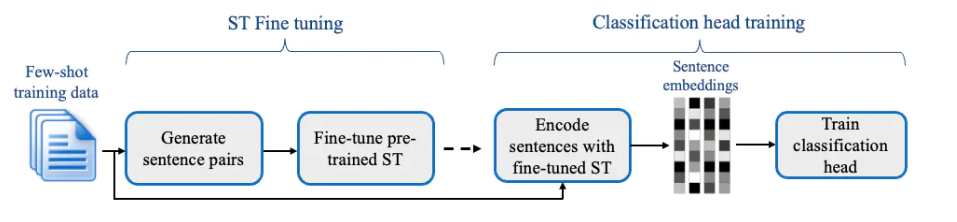 ST Fine tuning
Classification head training
Few-shot
training data
Generate
sentence pairs
Fine-tune pre-
trained ST
Encode
sentences with
fine-tuned ST
Sentence
embeddings
Train
classification
head